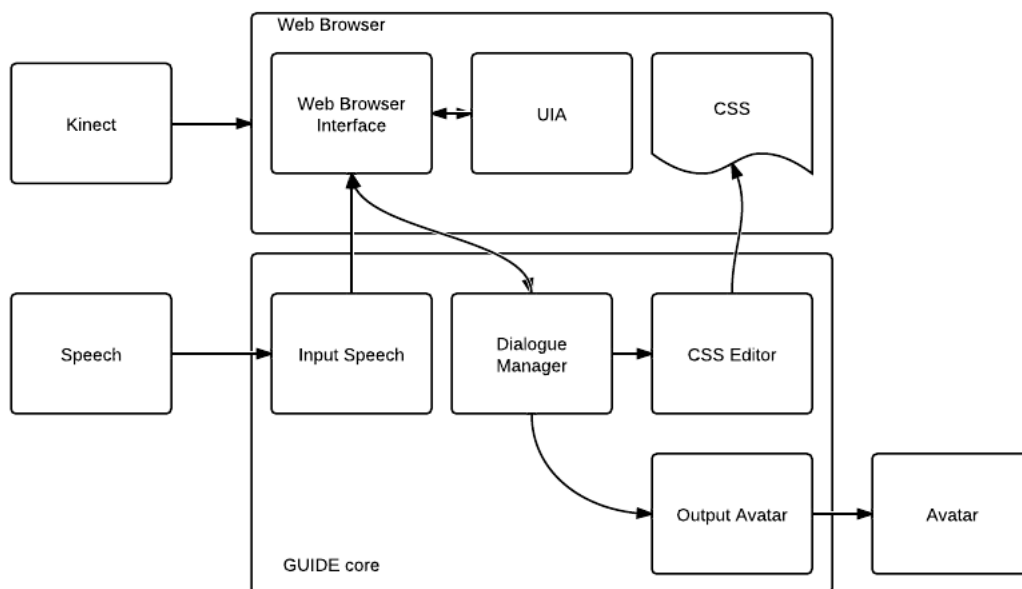 Web Browser
Kinect
Web Browser
Interface
UIA
CSS
Speech
Input Speech
Dialogue
Manager
CSS Editor
Output Avatar
Avatar
GUIDE core